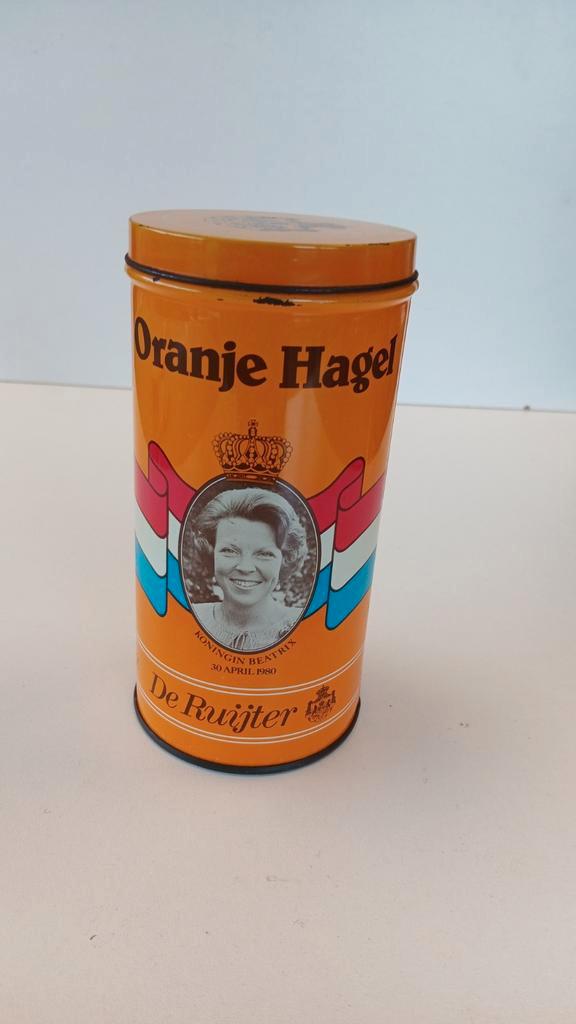 Oranje Hagel
KONINGIN BEATRIX
30 APRIL 1980
De Ruijter